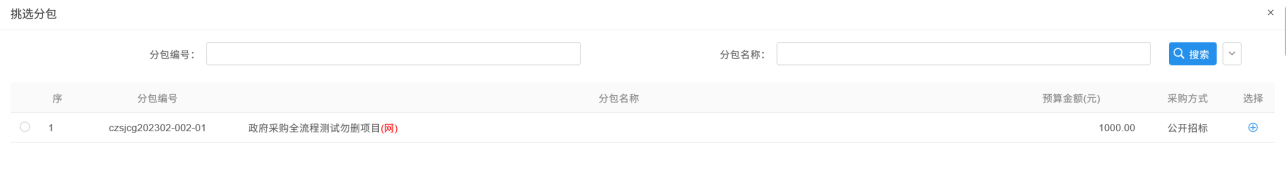 挑选分包 ×
分包编号： 分包名称： 搜索
序 分包编号 分包名称 预算金额(元) 采购方式 选择
1 czsjcg202302-002-01 政府采购全流程测试勿删项目(网) 1000.00 公开招标